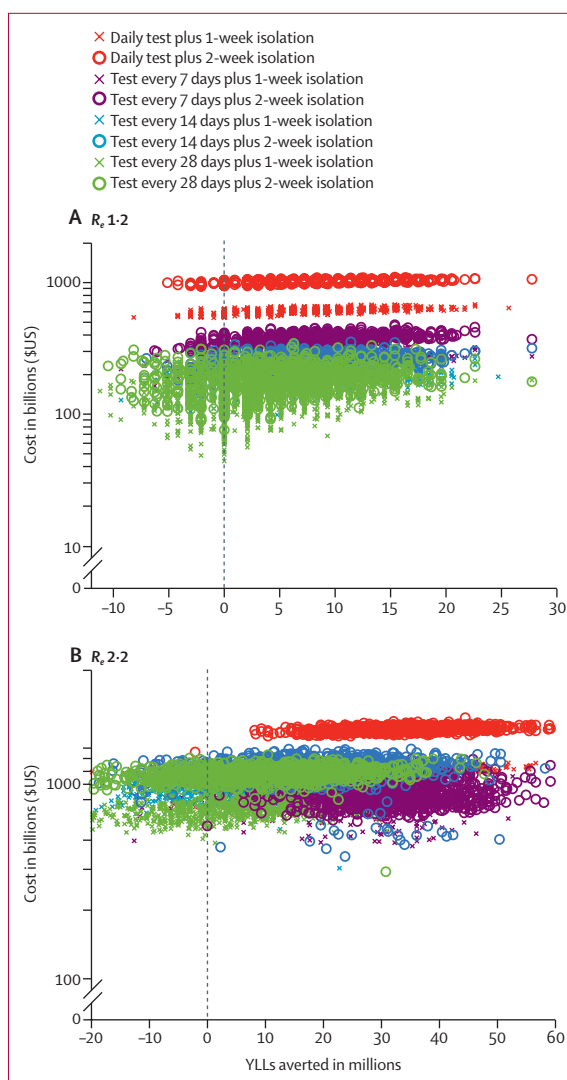 Daily test plus 1-week isolation
Daily test plus 2-week isolation
Test every 7 days plus 1-week isolation
Test every 7 days plus 2-week isolation
Test every 14 days plus 1-week isolation
Test every 14 days plus 2-week isolation
Test every 28 days plus 1-week isolation
Test every 28 days plus 2-week isolation
A Re 1·2
1000
100
10
0
Cost in billions ($US)
–10 –5 0 5 10 15 20 25 30
B Re 2·2
1000
100
0
Cost in billions ($US)
–20 –10 0 10 20 30 40 50 60
YLLs averted in millions